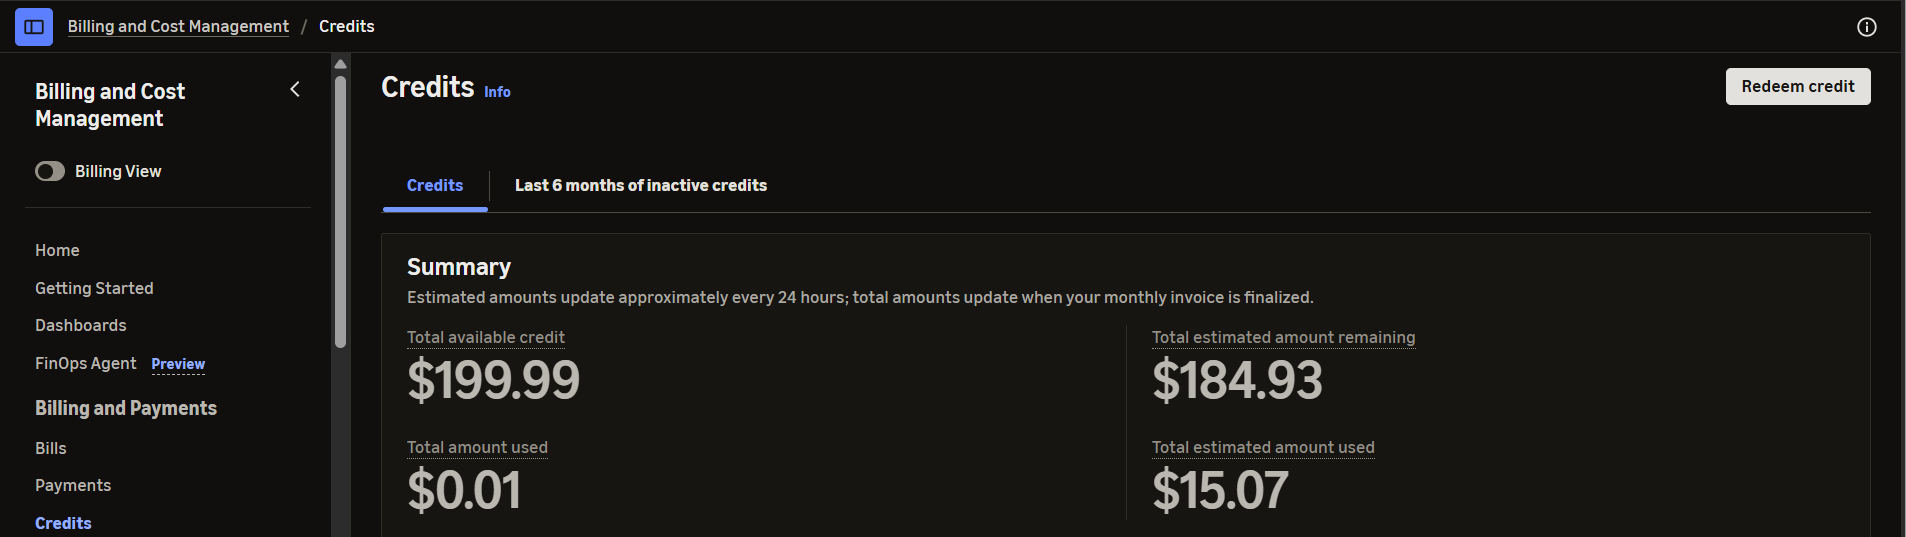 Billing and Cost Management / Credits
Billing and Cost
Management
Billing View
Home
Getting Started
Dashboards
FinOps Agent Preview
Billing and Payments
Bills
Payments
Credits
Credits Info
Redeem credit
Credits
Last 6 months of inactive credits
Summary
Estimated amounts update approximately every 24 hours; total amounts update when your monthly invoice is finalized.
Total available credit
$199.99
Total estimated amount remaining
$184.93
Total amount used
$0.01
Total estimated amount used
$15.07